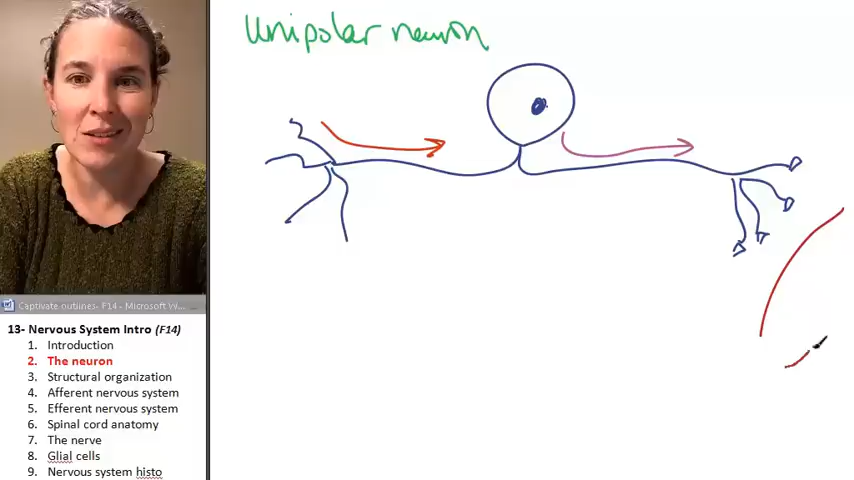 Unipolar neuron
Captivate outlines- F14 - Microsoft W...
13- Nervous System Intro (F14)
1. Introduction
2. The neuron
3. Structural organization
4. Afferent nervous system
5. Efferent nervous system
6. Spinal cord anatomy
7. The nerve
8. Glial cells
9. Nervous system histo